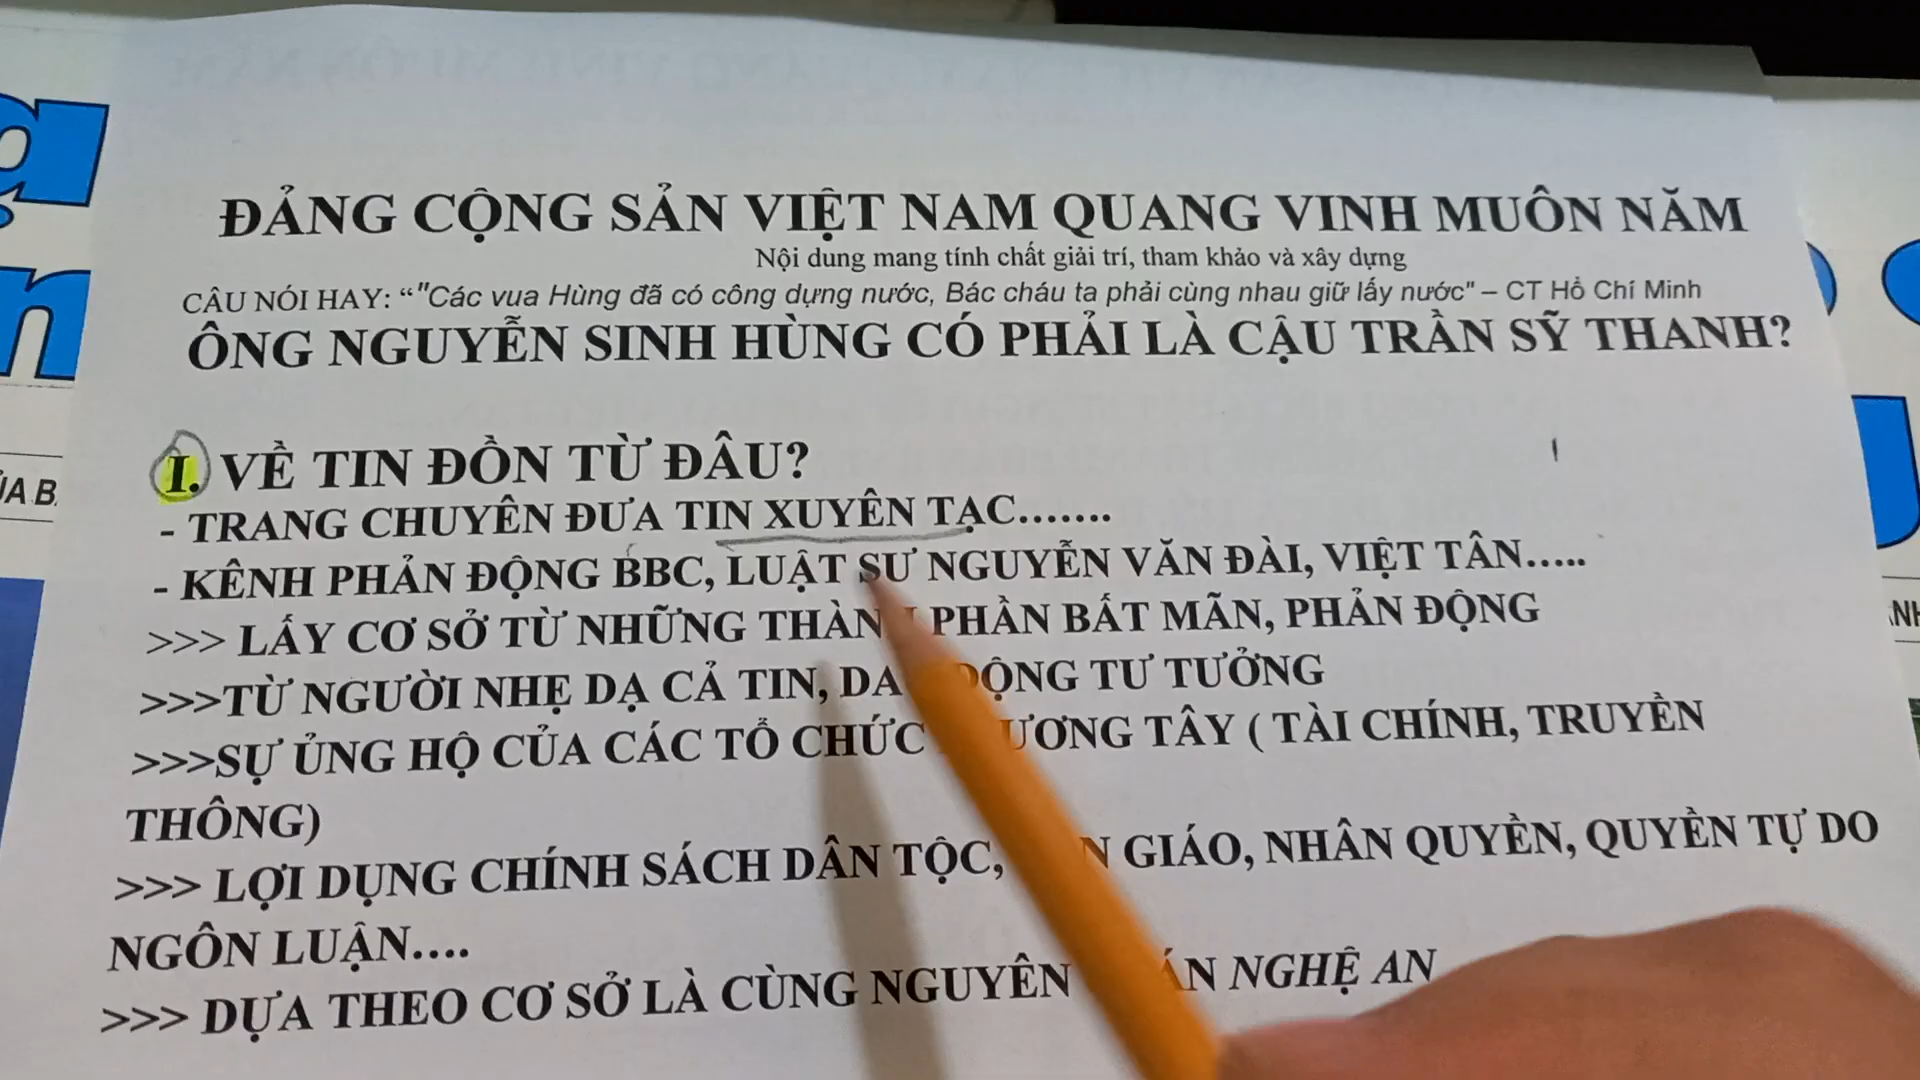 ĐẢNG CỘNG SẢN VIỆT NAM QUANG VINH MUÔN NĂM
Nội dung mang tính chất giải trí, tham khảo và xây dựng
CÂU NÓI HAY: “"Các vua Hùng đã có công dựng nước, Bác cháu ta phải cùng nhau giữ lấy nước" – CT Hồ Chí Minh
ÔNG NGUYỄN SINH HÙNG CÓ PHẢI LÀ CẬU TRẦN SỸ THANH?
I. VỀ TIN ĐỒN TỪ ĐÂU?
- TRANG CHUYÊN ĐƯA TIN XUYÊN TẠC.......
- KÊNH PHẢN ĐỘNG BBC, LUẬT SƯ NGUYỄN VĂN ĐÀI, VIỆT TÂN.....
>>> LẤY CƠ SỞ TỪ NHỮNG THÀNH PHẦN BẤT MÃN, PHẢN ĐỘNG
>>>TỪ NGƯỜI NHẸ DẠ CẢ TIN, ĐỘNG TƯ TƯỞNG
>>>SỰ ỦNG HỘ CỦA CÁC TỔ CHỨC PHƯƠNG TÂY ( TÀI CHÍNH, TRUYỀN
THÔNG)
>>> LỢI DỤNG CHÍNH SÁCH DÂN TỘC, GIÁO, NHÂN QUYỀN, QUYỀN TỰ DO
NGÔN LUẬN....
>>> DỰA THEO CƠ SỞ LÀ CÙNG NGUYÊN QUÁN NGHỆ AN